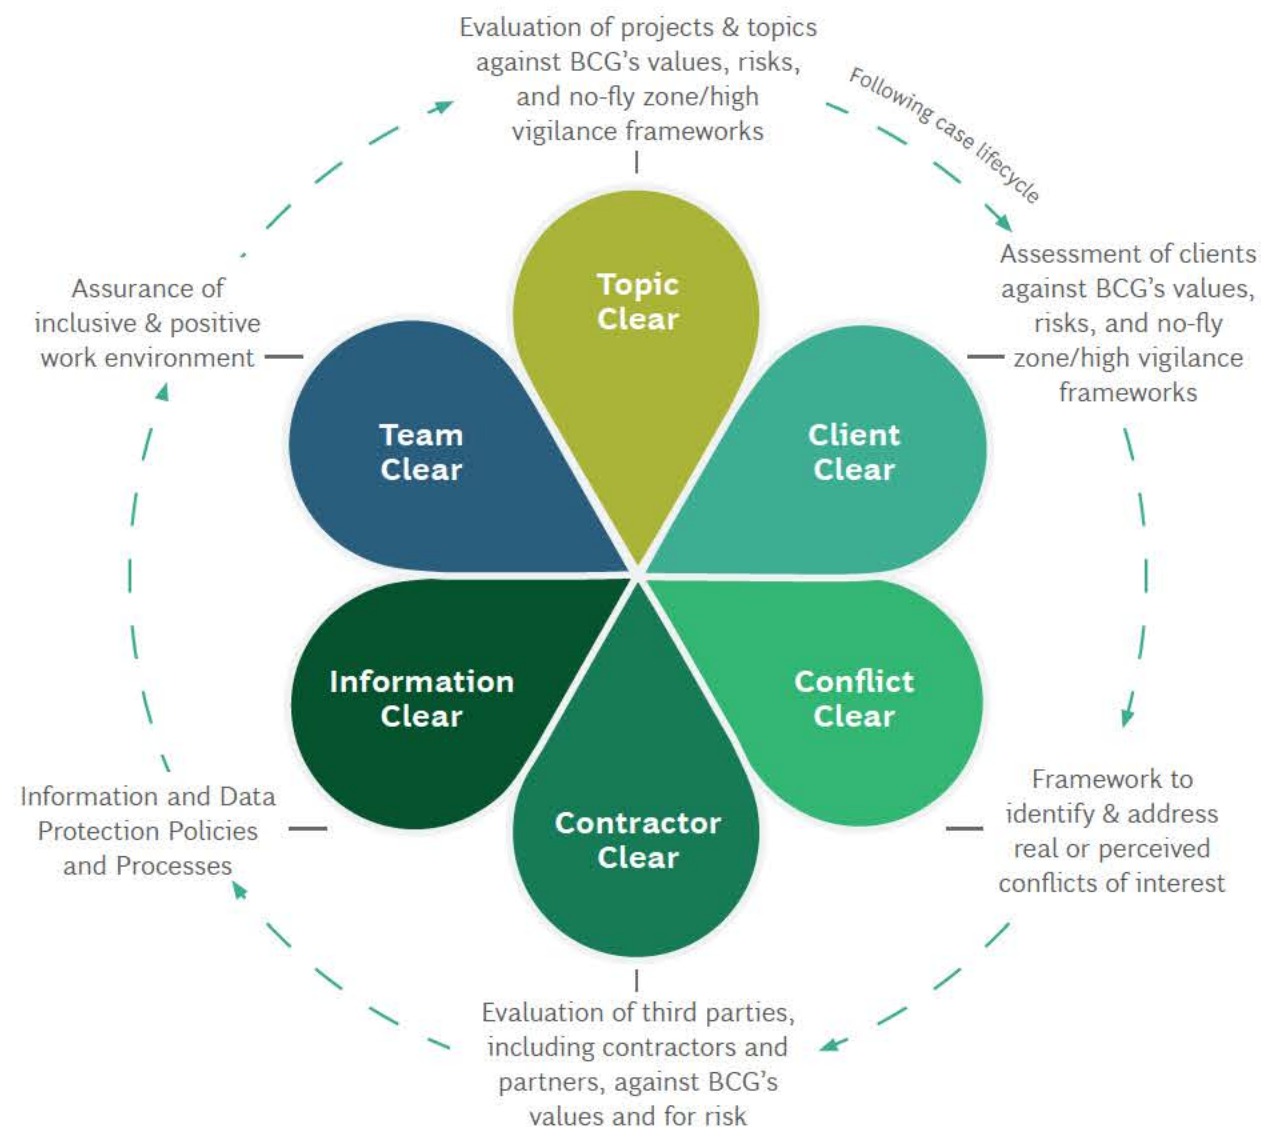 Evaluation of projects & topics
against BCG's values, risks,
and no-fly zone/high
vigilance frameworks
Following case lifecycle
Topic
Clear
Assessment of clients
against BCG's values,
risks, and no-fly
zone/high vigilance
frameworks
Client
Clear
Framework to
identify & address
real or perceived
conflicts of interest
Conflict
Clear
Evaluation of third parties,
including contractors and
partners, against BCG's
values and for risk
Contractor
Clear
Information and Data
Protection Policies
and Processes
Information
Clear
Assurance of
inclusive & positive
work environment
Team
Clear